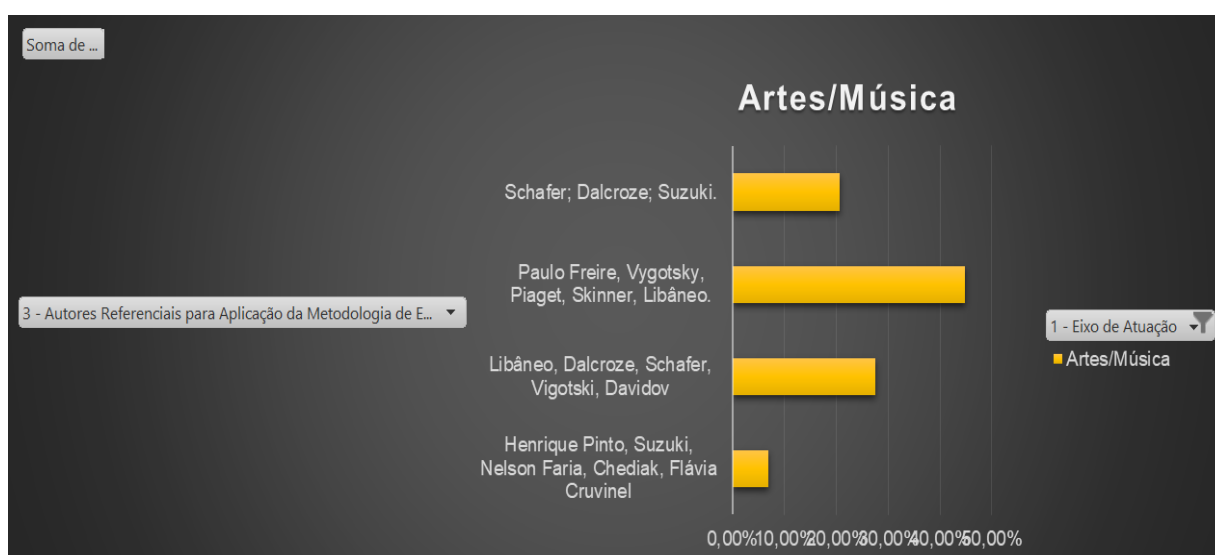 Soma de ...
Artes/Música
Schafer; Dalcroze; Suzuki.
Paulo Freire, Vygotsky,
Piaget, Skinner, Libâneo.
3 - Autores Referenciais para Aplicação da Metodologia de E...
1 - Eixo de Atuação
Artes/Música
Libâneo, Dalcroze, Schafer,
Vigotski, Davidov
Henrique Pinto, Suzuki,
Nelson Faria, Chediak, Flávia
Cruvinel
0,00%10,00%20,00%30,00%40,00%50,00%